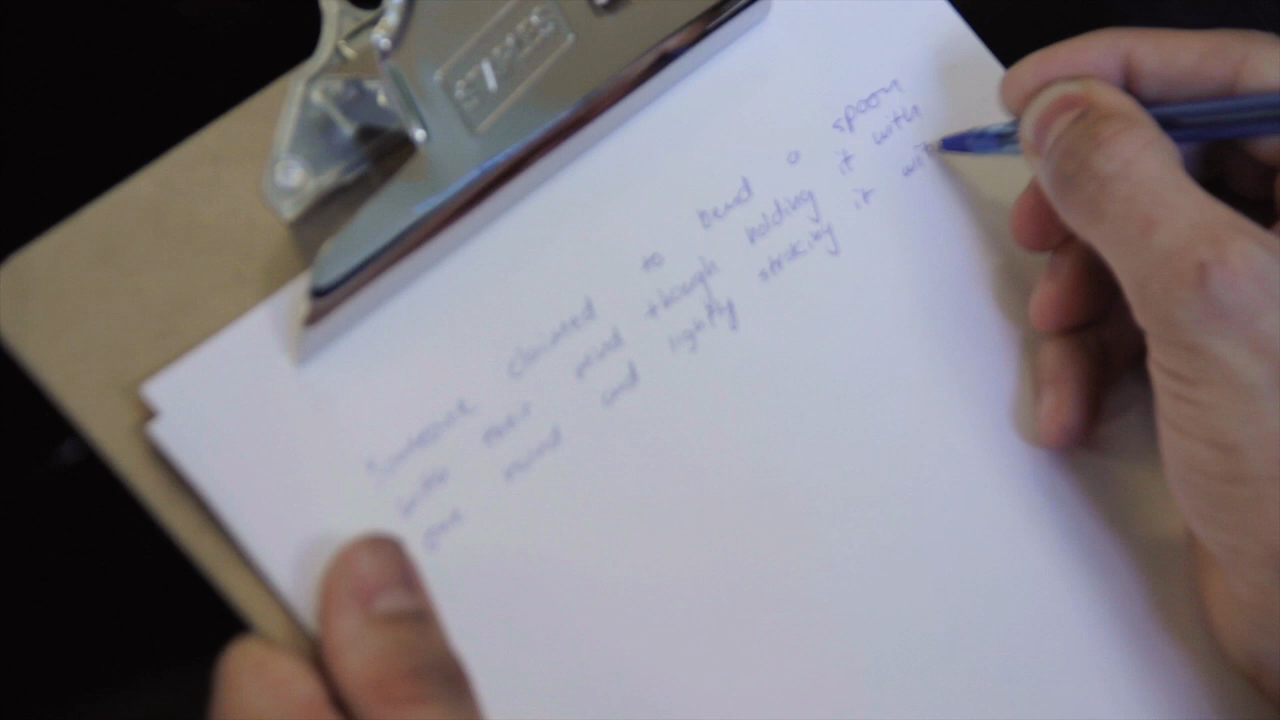 STAPLES
Someone claimed to bend a spoon
with their mind though holding it with
one hand and lightly stroking it with